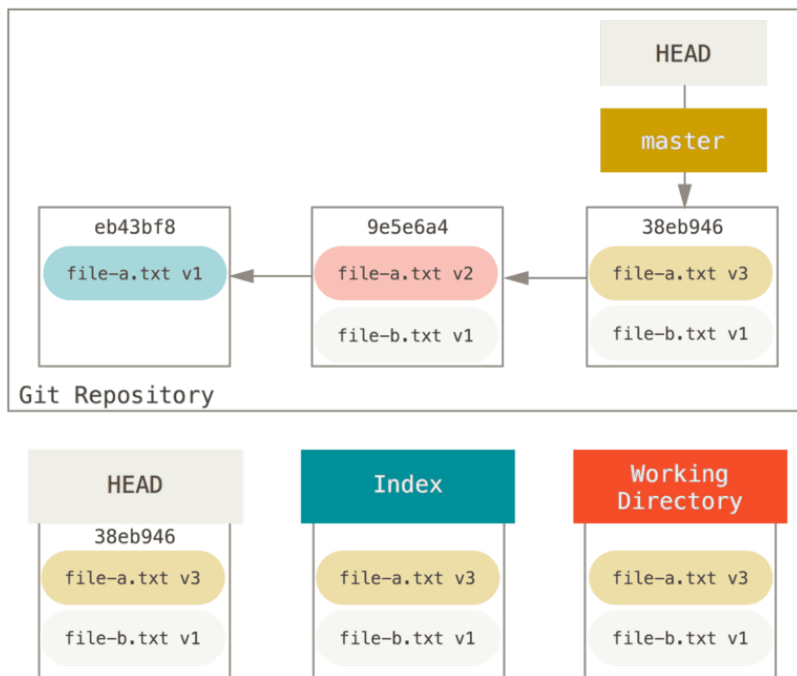 HEAD
master
eb43bf8
9e5e6a4
38eb946
file-a.txt v1
file-a.txt v2
file-a.txt v3
file-b.txt v1
file-b.txt v1
Git Repository
HEAD
Index
Working
Directory
38eb946
file-a.txt v3
file-a.txt v3
file-a.txt v3
file-b.txt v1
file-b.txt v1
file-b.txt v1